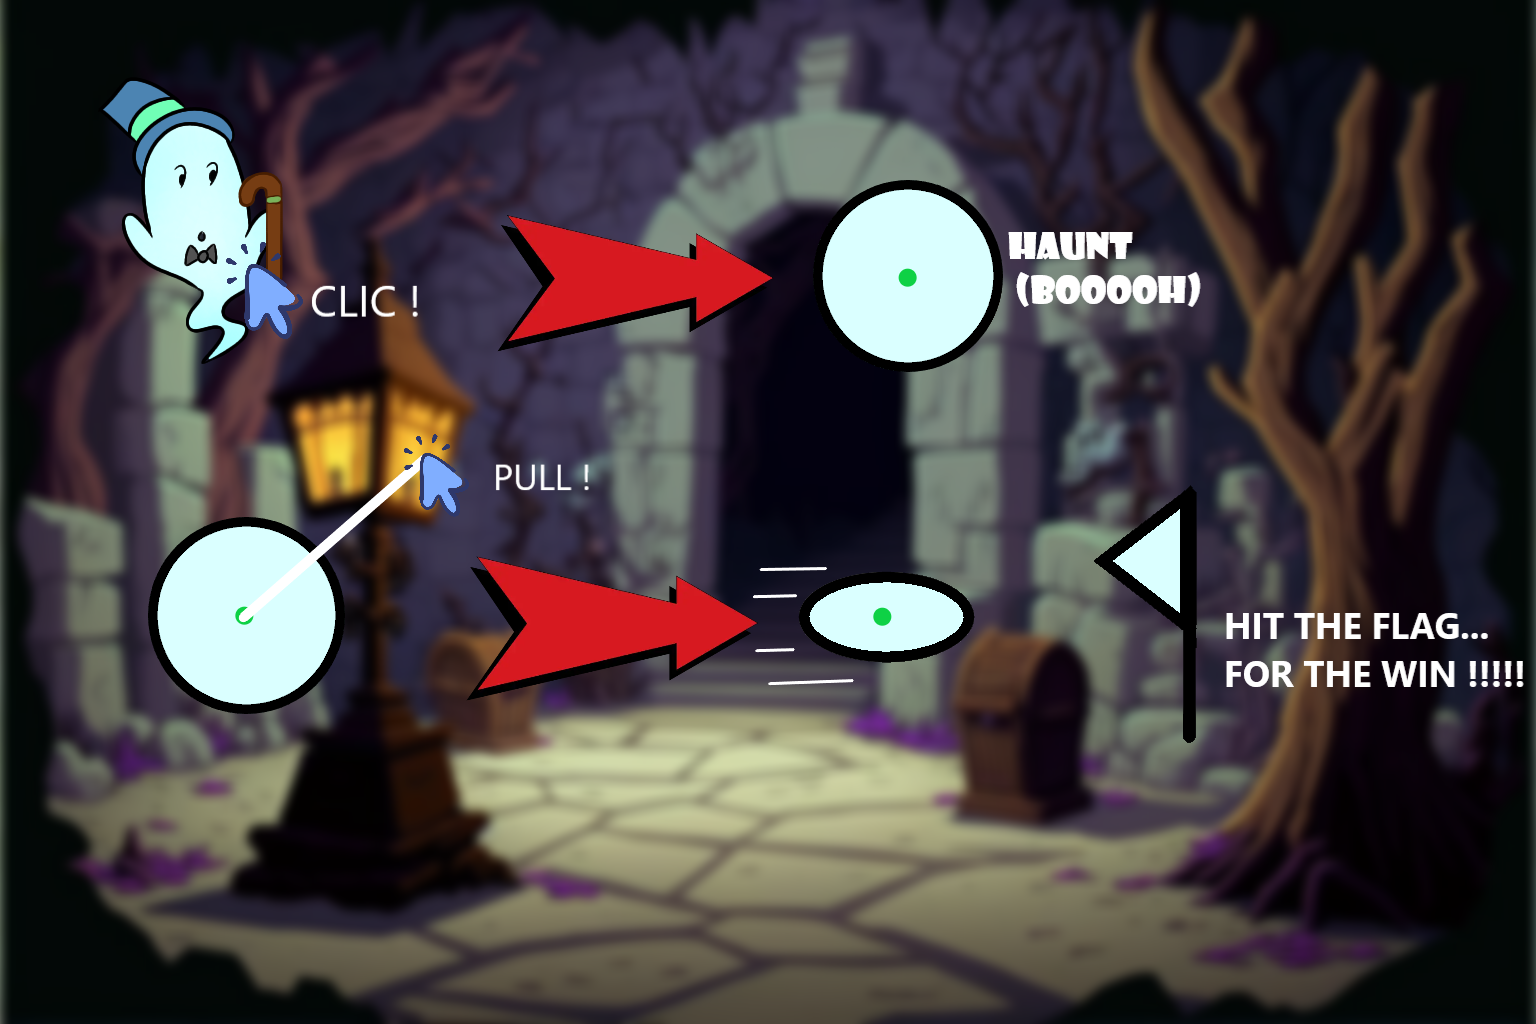 HAUNT
(BOOOOH)
CLIC !
PULL !
HIT THE FLAG...
FOR THE WIN !!!!!